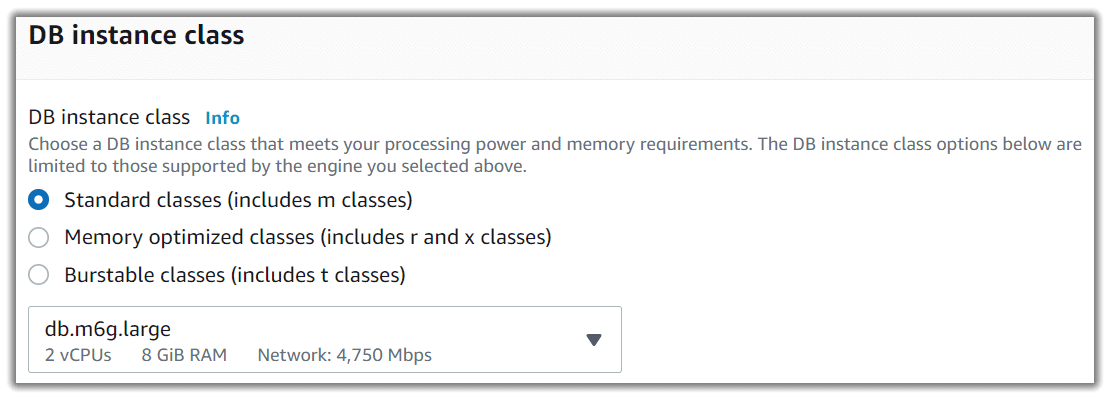 DB instance class
DB instance class Info
Choose a DB instance class that meets your processing power and memory requirements. The DB instance class options below are
limited to those supported by the engine you selected above.
Standard classes (includes m classes)
Memory optimized classes (includes r and x classes)
Burstable classes (includes t classes)
db.m6g.large
2 vCPUs 8 GiB RAM Network: 4,750 Mbps